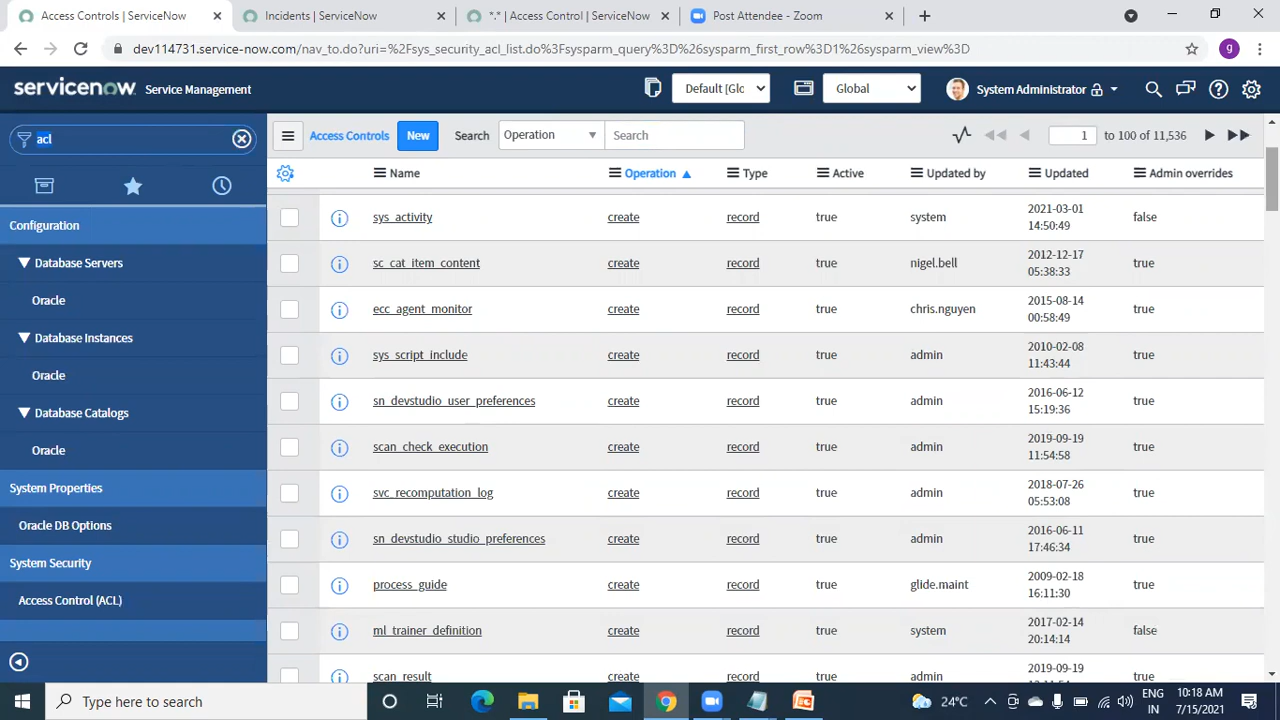 Access Controls | ServiceNow
Incidents | ServiceNow
*.* | Access Control | ServiceNow
Post Attendee - Zoom
dev114731.service-now.com/nav_to.do?uri=%2Fsys_security_acl_list.do%3Fsysparm_query%3D%26sysparm_first_row%3D1%26sysparm_view%3D
g
servicenow Service Management
Default [Glc
Global
System Administrator
acl
Access Controls
New
Search
Operation
Search
1
to 100 of 11,536
Name
Operation
Type
Active
Updated by
Updated
Admin overrides
Configuration
Database Servers
Oracle
Database Instances
Oracle
Database Catalogs
Oracle
System Properties
Oracle DB Options
System Security
Access Control (ACL)
sys_activity create record true system 2021-03-01 14:50:49 false
sc_cat_item_content create record true nigel.bell 2012-12-17 05:38:33 true
ecc_agent_monitor create record true chris.nguyen 2015-08-14 00:58:49 true
sys_script_include create record true admin 2010-02-08 11:43:44 true
sn_devstudio_user_preferences create record true admin 2016-06-12 15:19:36 true
scan_check_execution create record true admin 2019-09-19 11:54:58 true
svc_recomputation_log create record true admin 2018-07-26 05:53:08 true
sn_devstudio_studio_preferences create record true admin 2016-06-11 17:46:34 true
process_guide create record true glide.maint 2009-02-18 16:11:30 true
ml_trainer_definition create record true system 2017-02-14 20:14:14 false
scan_result create record true admin 2019-09-19 true
Type here to search
24°C
ENG
IN
10:18 AM
7/15/2021